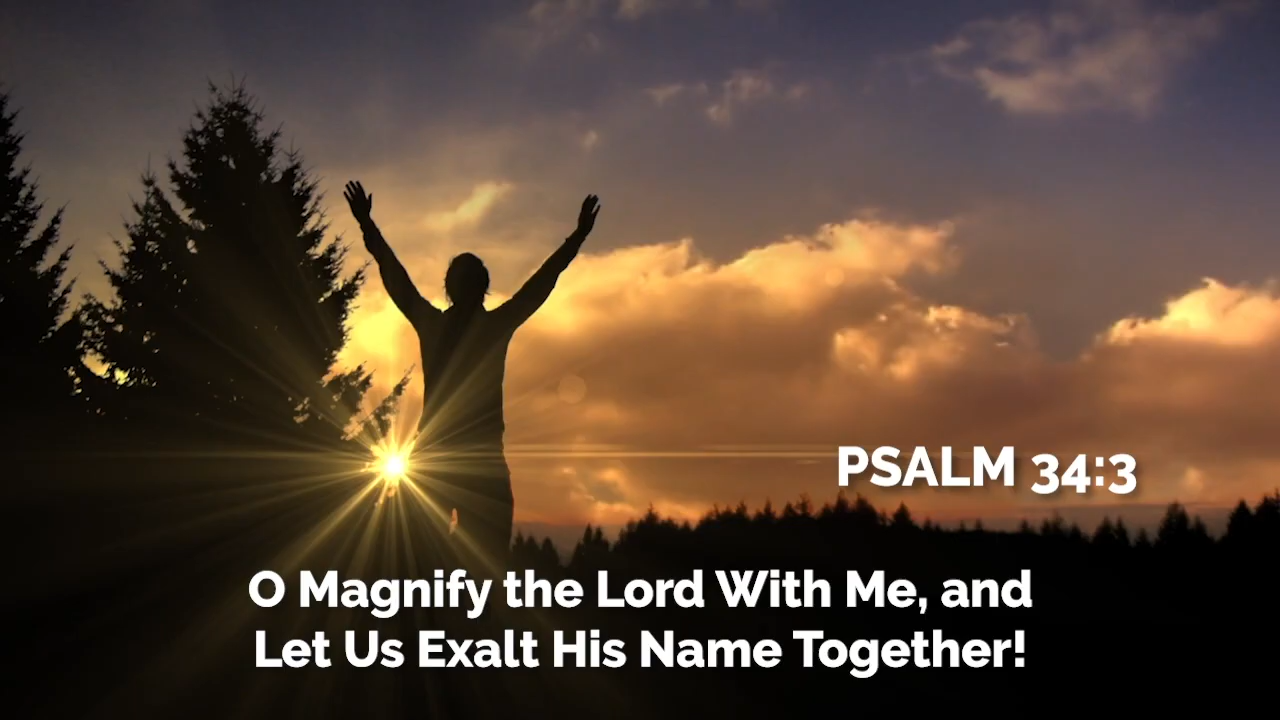 PSALM 34:3
O Magnify the Lord With Me, and
Let Us Exalt His Name Together!